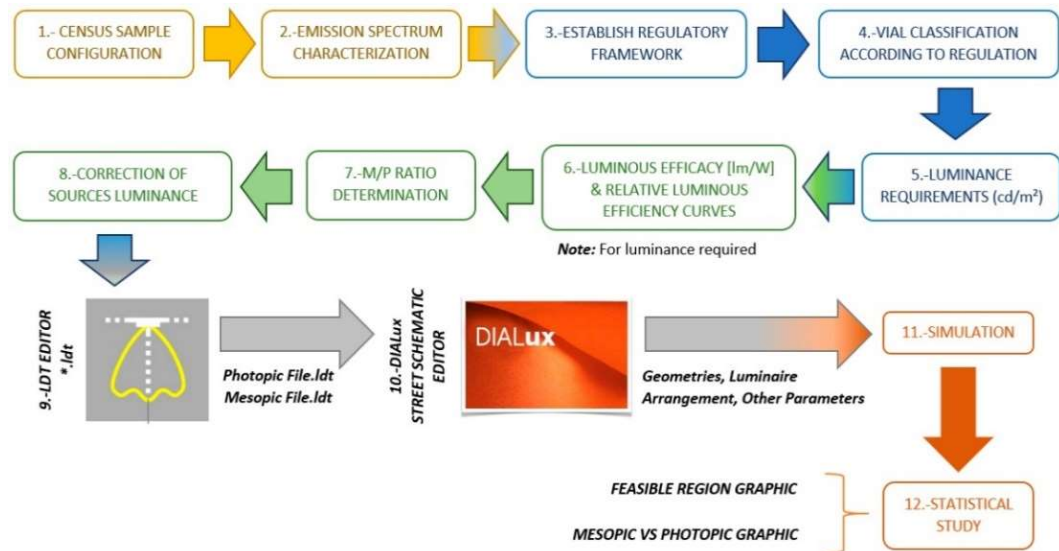 1.- CENSUS SAMPLE
CONFIGURATION
2.-EMISSION SPECTRUM
CHARACTERIZATION
3.-ESTABLISH REGULATORY
FRAMEWORK
4.-VIAL CLASSIFICATION
ACCORDING TO REGULATION
8.-CORRECTION OF
SOURCES LUMINANCE
7.-M/P RATIO
DETERMINATION
6.-LUMINOUS EFFICACY [lm/W]
& RELATIVE LUMINOUS
EFFICIENCY CURVES
5.-LUMINANCE
REQUIREMENTS (cd/m²)
Note: For luminance required
9.-LDT EDITOR
*.ldt
Photopic File.ldt
Mesopic File.ldt
10.-DIALux
STREET SCHEMATIC
EDITOR
DIALux
Geometries, Luminaire
Arrangement, Other Parameters
11.-SIMULATION
FEASIBLE REGION GRAPHIC
MESOPIC VS PHOTOPIC GRAPHIC
12.-STATISTICAL
STUDY